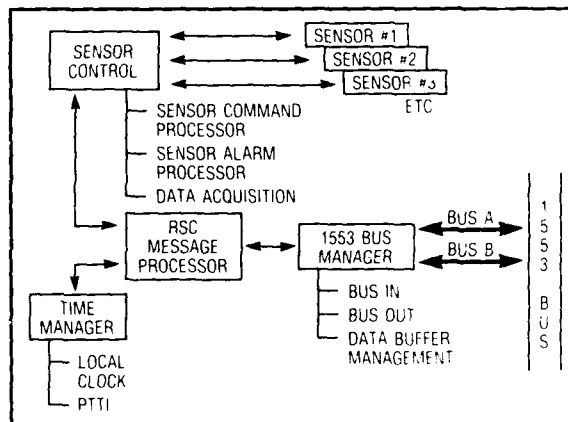 SENSOR
CONTROL
SENSOR #1
SENSOR #2
SENSOR #3
ETC
SENSOR COMMAND
PROCESSOR
SENSOR ALARM
PROCESSOR
DATA ACQUISITION
RSC
MESSAGE
PROCESSOR
1553 BUS
MANAGER
BUS A
BUS B
1553 BUS
BUS IN
BUS OUT
DATA BUFFER
MANAGEMENT
TIME
MANAGER
LOCAL
CLOCK
PTTI